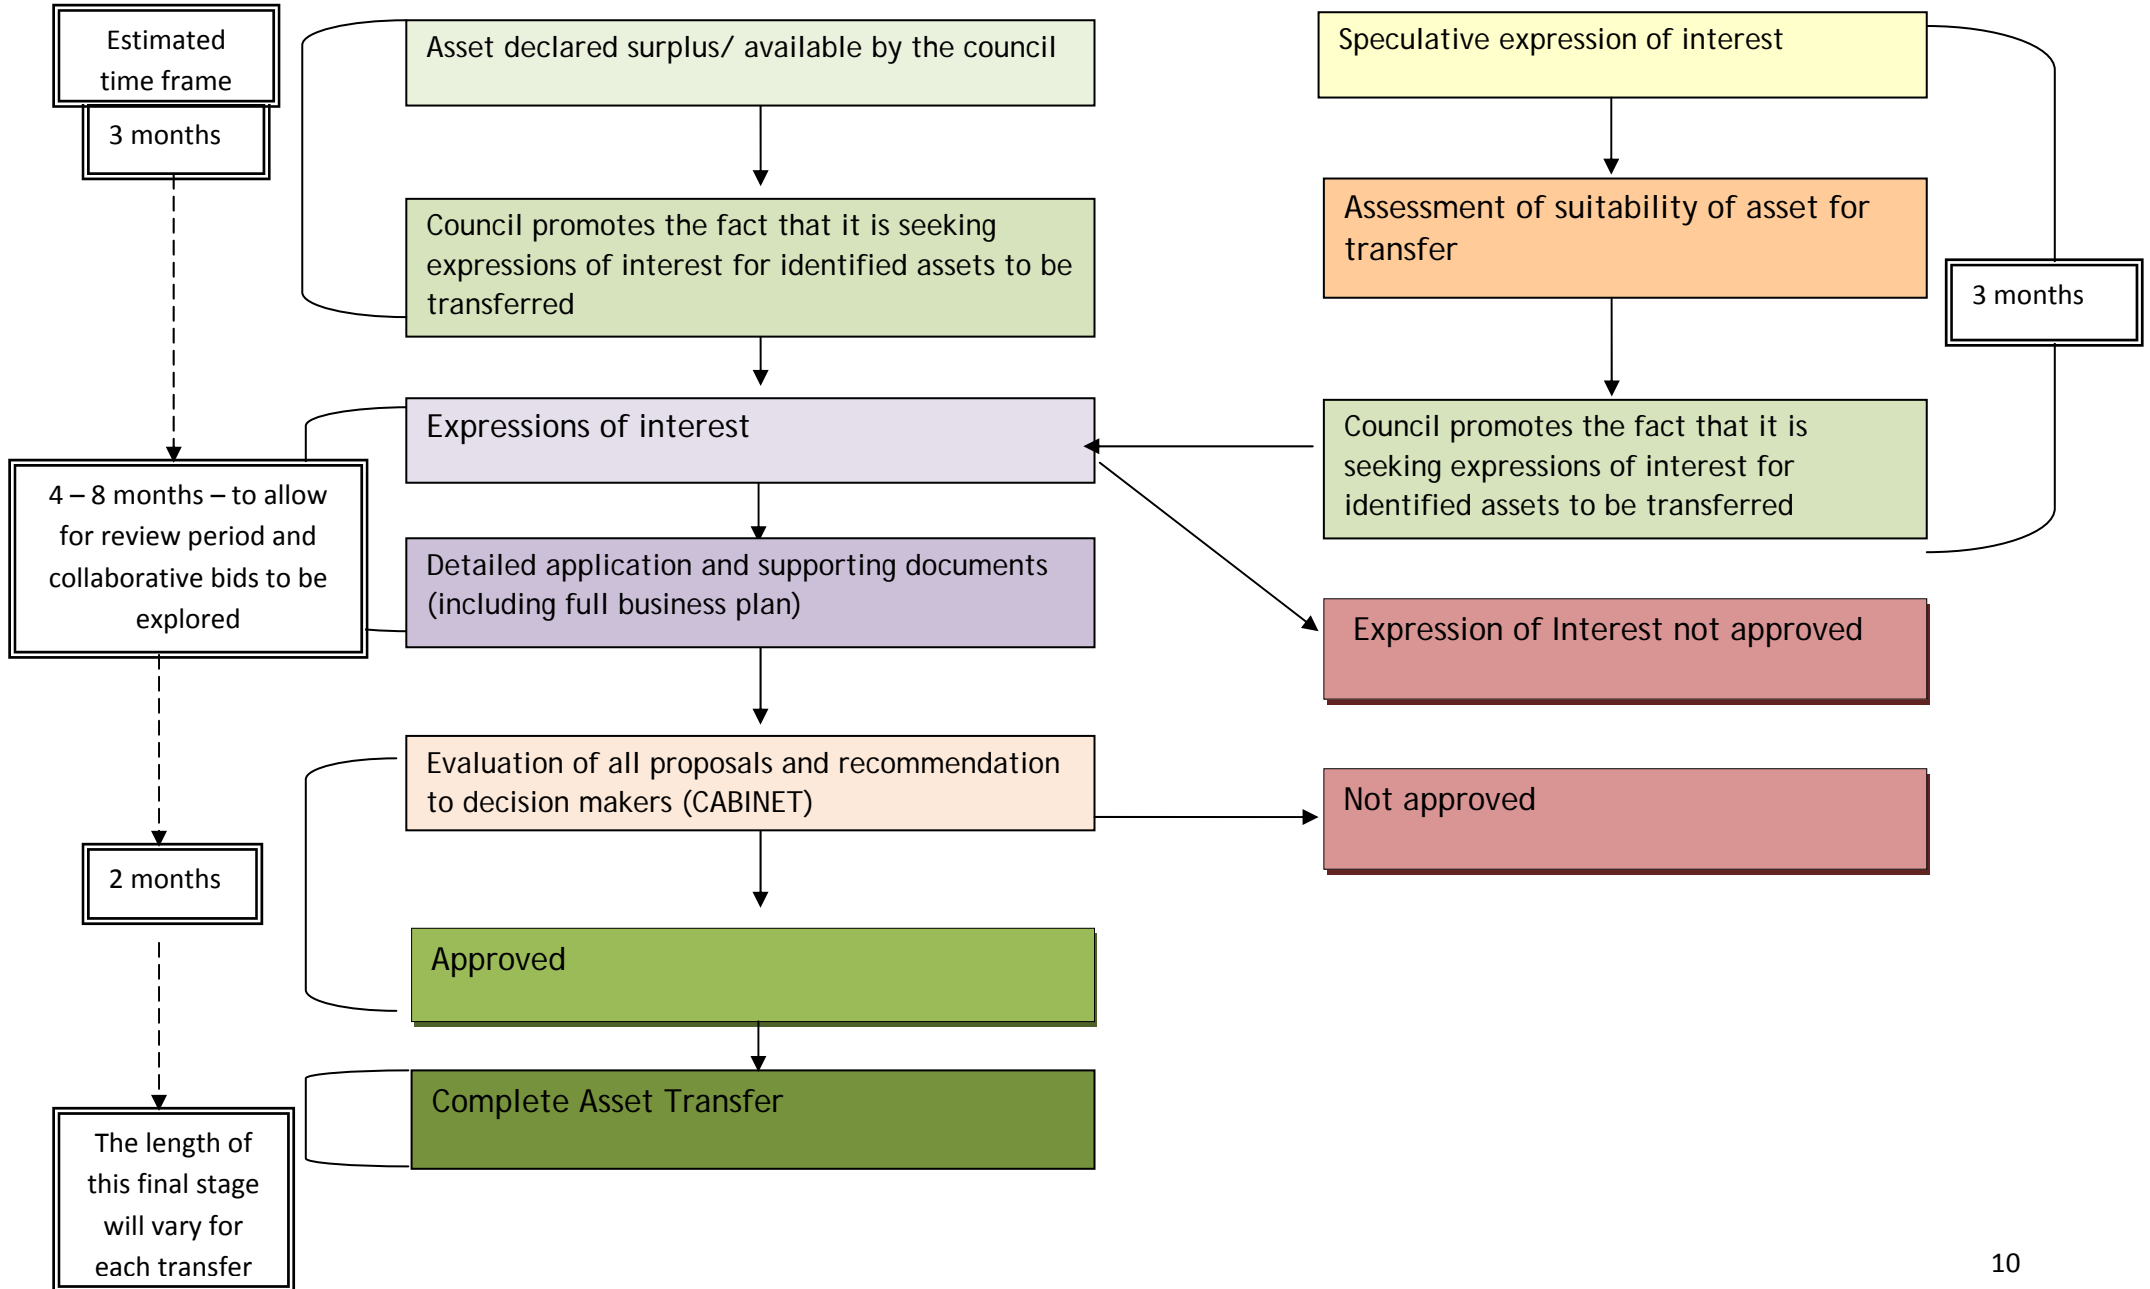 Estimated
time frame
3 months
Asset declared surplus/ available by the council
Council promotes the fact that it is seeking
expressions of interest for identified assets to be
transferred
Speculative expression of interest
Assessment of suitability of asset for
transfer
3 months
Council promotes the fact that it is
seeking expressions of interest for
identified assets to be transferred
Expressions of interest
4 – 8 months – to allow
for review period and
collaborative bids to be
explored
Detailed application and supporting documents
(including full business plan)
Expression of Interest not approved
Evaluation of all proposals and recommendation
to decision makers (CABINET)
Not approved
2 months
Approved
Complete Asset Transfer
The length of
this final stage
will vary for
each transfer
10